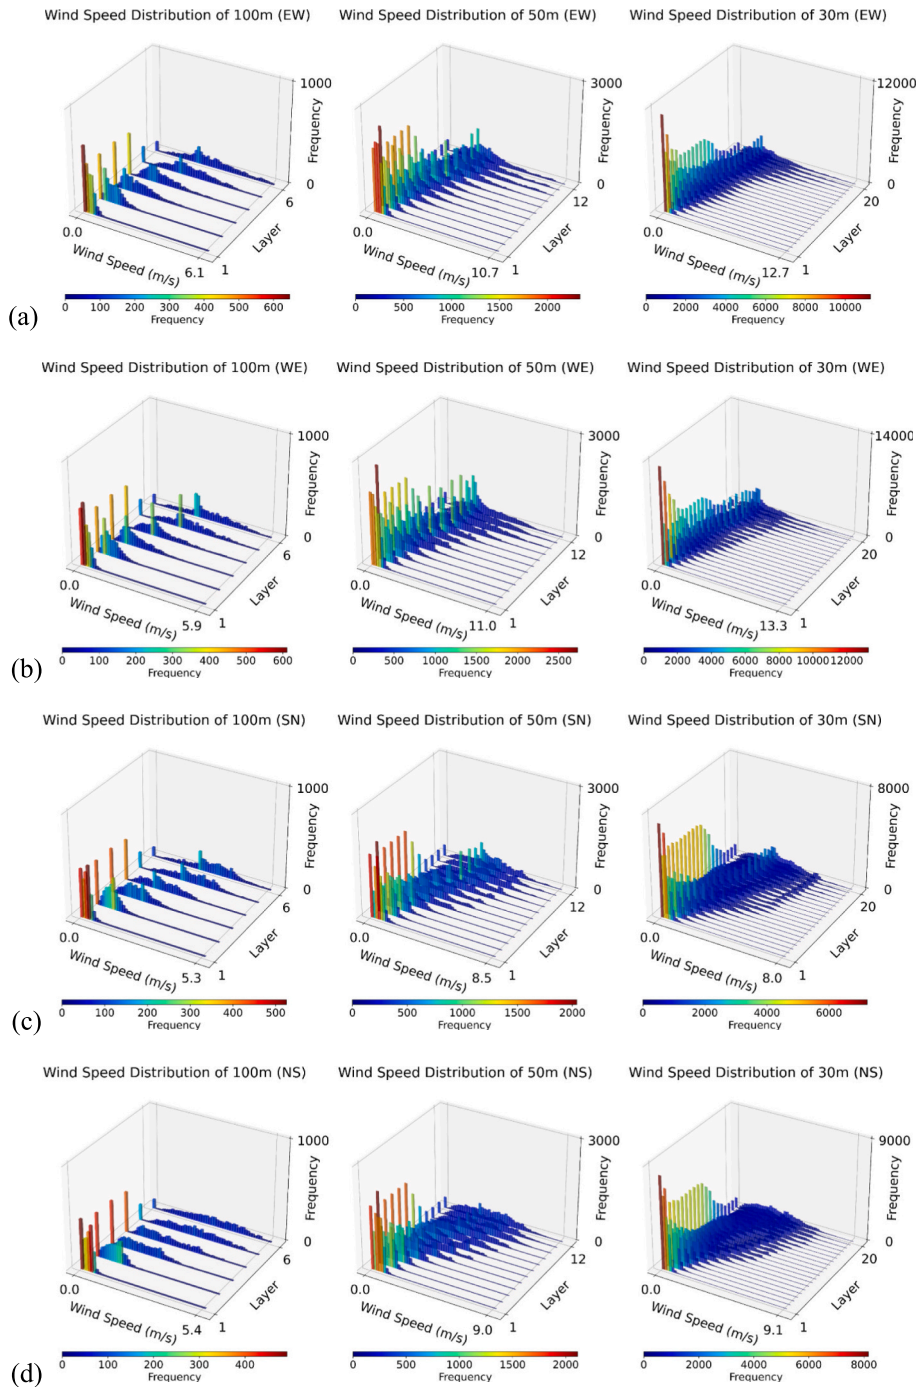 Wind Speed Distribution of 100m (EW)
Wind Speed Distribution of 50m (EW)
Wind Speed Distribution of 30m (EW)
1000
Frequency
0
6
Layer
1
0.0
Wind Speed (m/s)
6.1
0 100 200 300 400 500 600
Frequency
3000
Frequency
0
12
Layer
1
0.0
Wind Speed (m/s)
10.7
0 500 1000 1500 2000
Frequency
12000
Frequency
0
20
Layer
1
0.0
Wind Speed (m/s)
12.7
0 2000 4000 6000 8000 10000
Frequency
(a)
Wind Speed Distribution of 100m (WE)
Wind Speed Distribution of 50m (WE)
Wind Speed Distribution of 30m (WE)
1000
Frequency
0
6
Layer
1
0.0
Wind Speed (m/s)
5.9
0 100 200 300 400 500 600
Frequency
3000
Frequency
0
12
Layer
1
0.0
Wind Speed (m/s)
11.0
0 500 1000 1500 2000 2500
Frequency
14000
Frequency
0
20
Layer
1
0.0
Wind Speed (m/s)
13.3
0 2000 4000 6000 8000 10000 12000
Frequency
(b)
Wind Speed Distribution of 100m (SN)
Wind Speed Distribution of 50m (SN)
Wind Speed Distribution of 30m (SN)
1000
Frequency
0
6
Layer
1
0.0
Wind Speed (m/s)
5.3
0 100 200 300 400 500
Frequency
3000
Frequency
0
12
Layer
1
0.0
Wind Speed (m/s)
8.5
0 500 1000 1500 2000
Frequency
8000
Frequency
0
20
Layer
1
0.0
Wind Speed (m/s)
8.0
0 2000 4000 6000
Frequency
(c)
Wind Speed Distribution of 100m (NS)
Wind Speed Distribution of 50m (NS)
Wind Speed Distribution of 30m (NS)
1000
Frequency
0
6
Layer
1
0.0
Wind Speed (m/s)
5.4
0 100 200 300 400
Frequency
3000
Frequency
0
12
Layer
1
0.0
Wind Speed (m/s)
9.0
0 500 1000 1500 2000
Frequency
9000
Frequency
0
20
Layer
1
0.0
Wind Speed (m/s)
9.1
0 2000 4000 6000 8000
Frequency
(d)